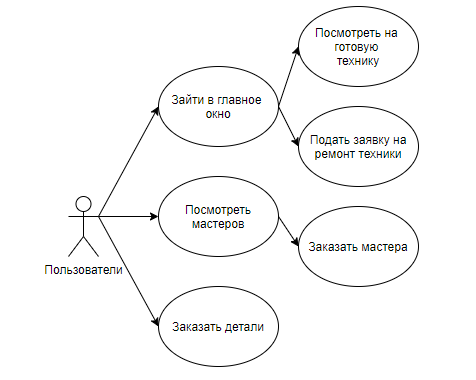 Посмотреть на
готовую
технику
Зайти в главное
окно
Подать заявку на
ремонт техники
Посмотреть
мастеров
Заказать мастера
Пользователи
Заказать детали